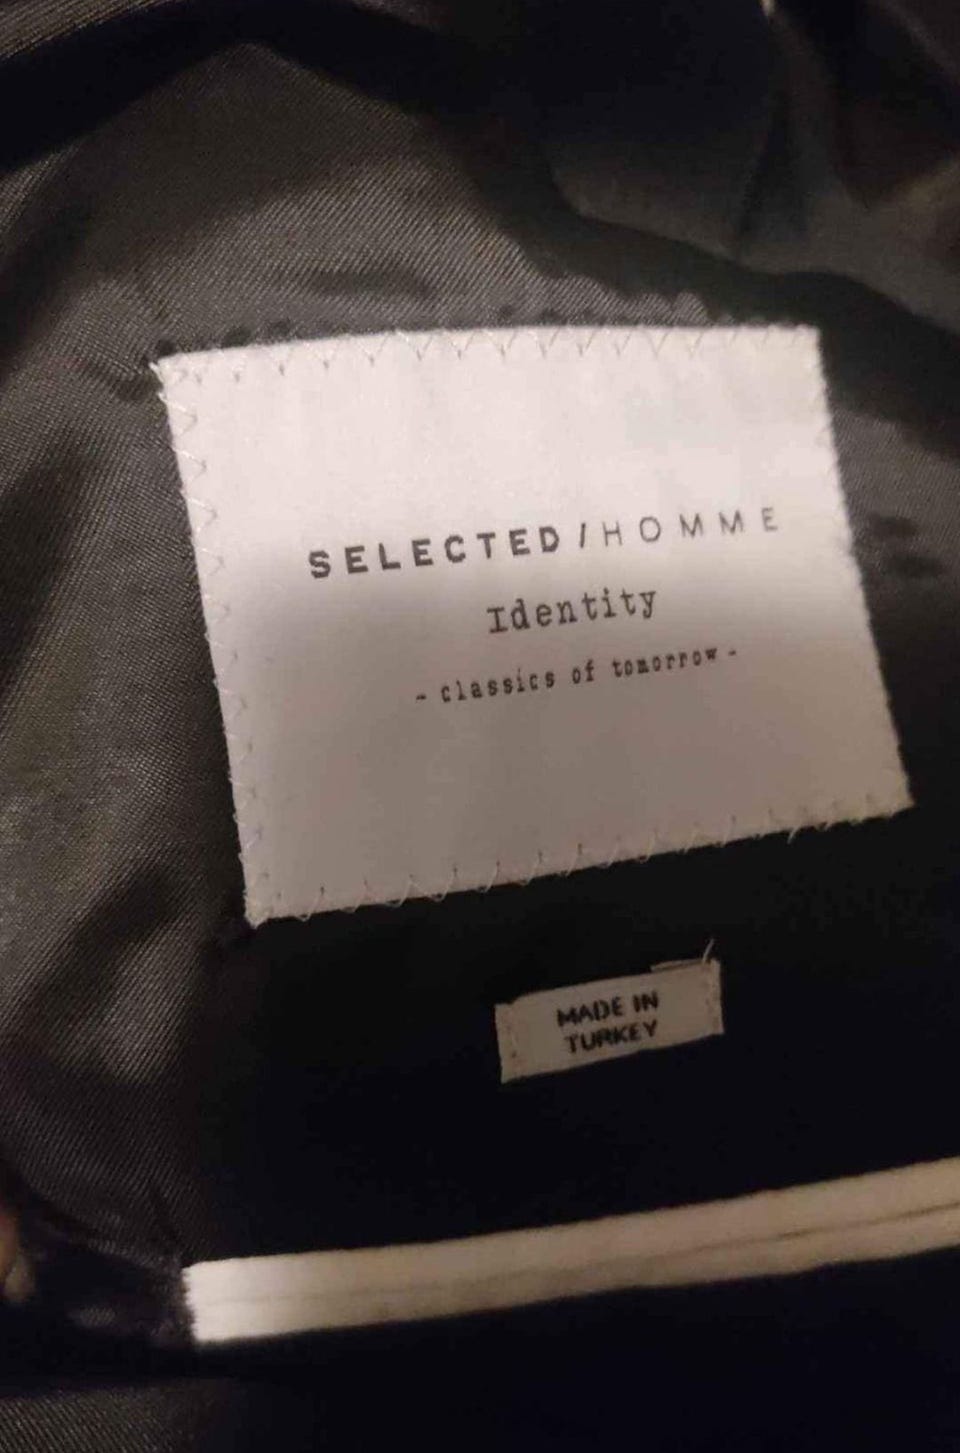 SELECTED/HOMME
Identity
- classics of tomorrow -
MADE IN
TURKEY